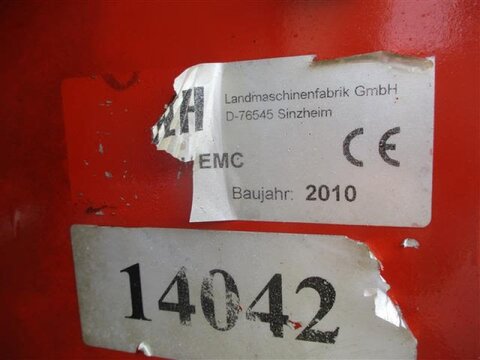 Landmaschinenfabrik GmbH
D-76545 Sinzheim
EMC CE
Baujahr: 2010
14042